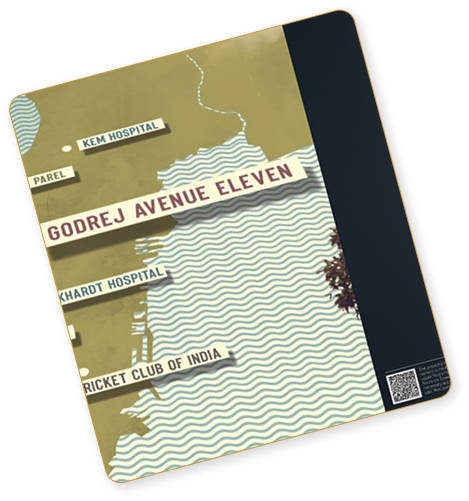 KEM HOSPITAL
PAREL
GODREJ AVENUE ELEVEN
KHARDT HOSPITAL
RICKET CLUB OF INDIA